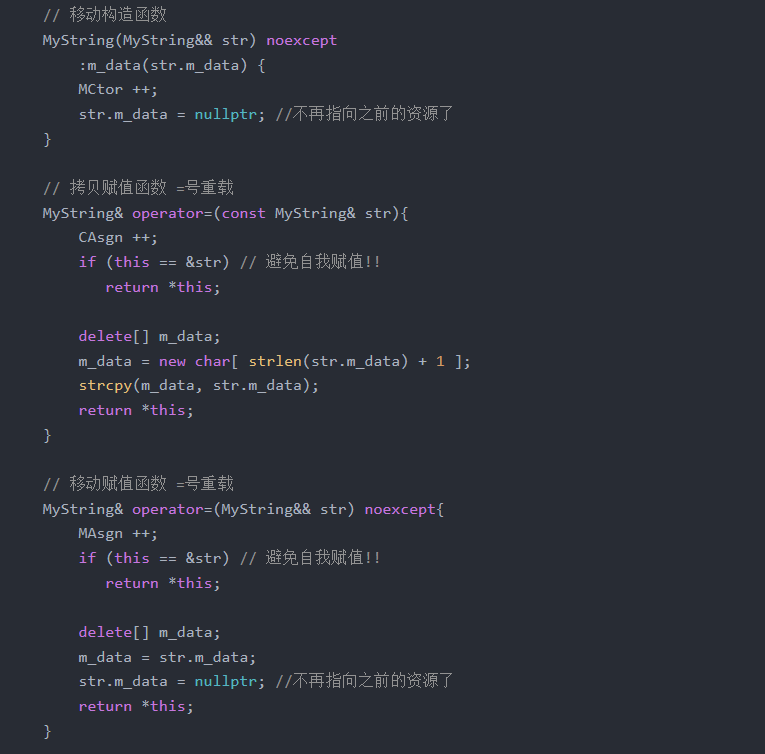 // 移动构造函数
MyString(MyString&& str) noexcept
    :m_data(str.m_data) {
    MCtor ++;
    str.m_data = nullptr; //不再指向之前的资源了
}

// 拷贝赋值函数 =号重载
MyString& operator=(const MyString& str){
    CAsgn ++;
    if (this == &str) // 避免自我赋值!!
       return *this;

    delete[] m_data;
    m_data = new char[ strlen(str.m_data) + 1 ];
    strcpy(m_data, str.m_data);
    return *this;
}

// 移动赋值函数 =号重载
MyString& operator=(MyString&& str) noexcept{
    MAsgn ++;
    if (this == &str) // 避免自我赋值!!
       return *this;

    delete[] m_data;
    m_data = str.m_data;
    str.m_data = nullptr; //不再指向之前的资源了
    return *this;
}